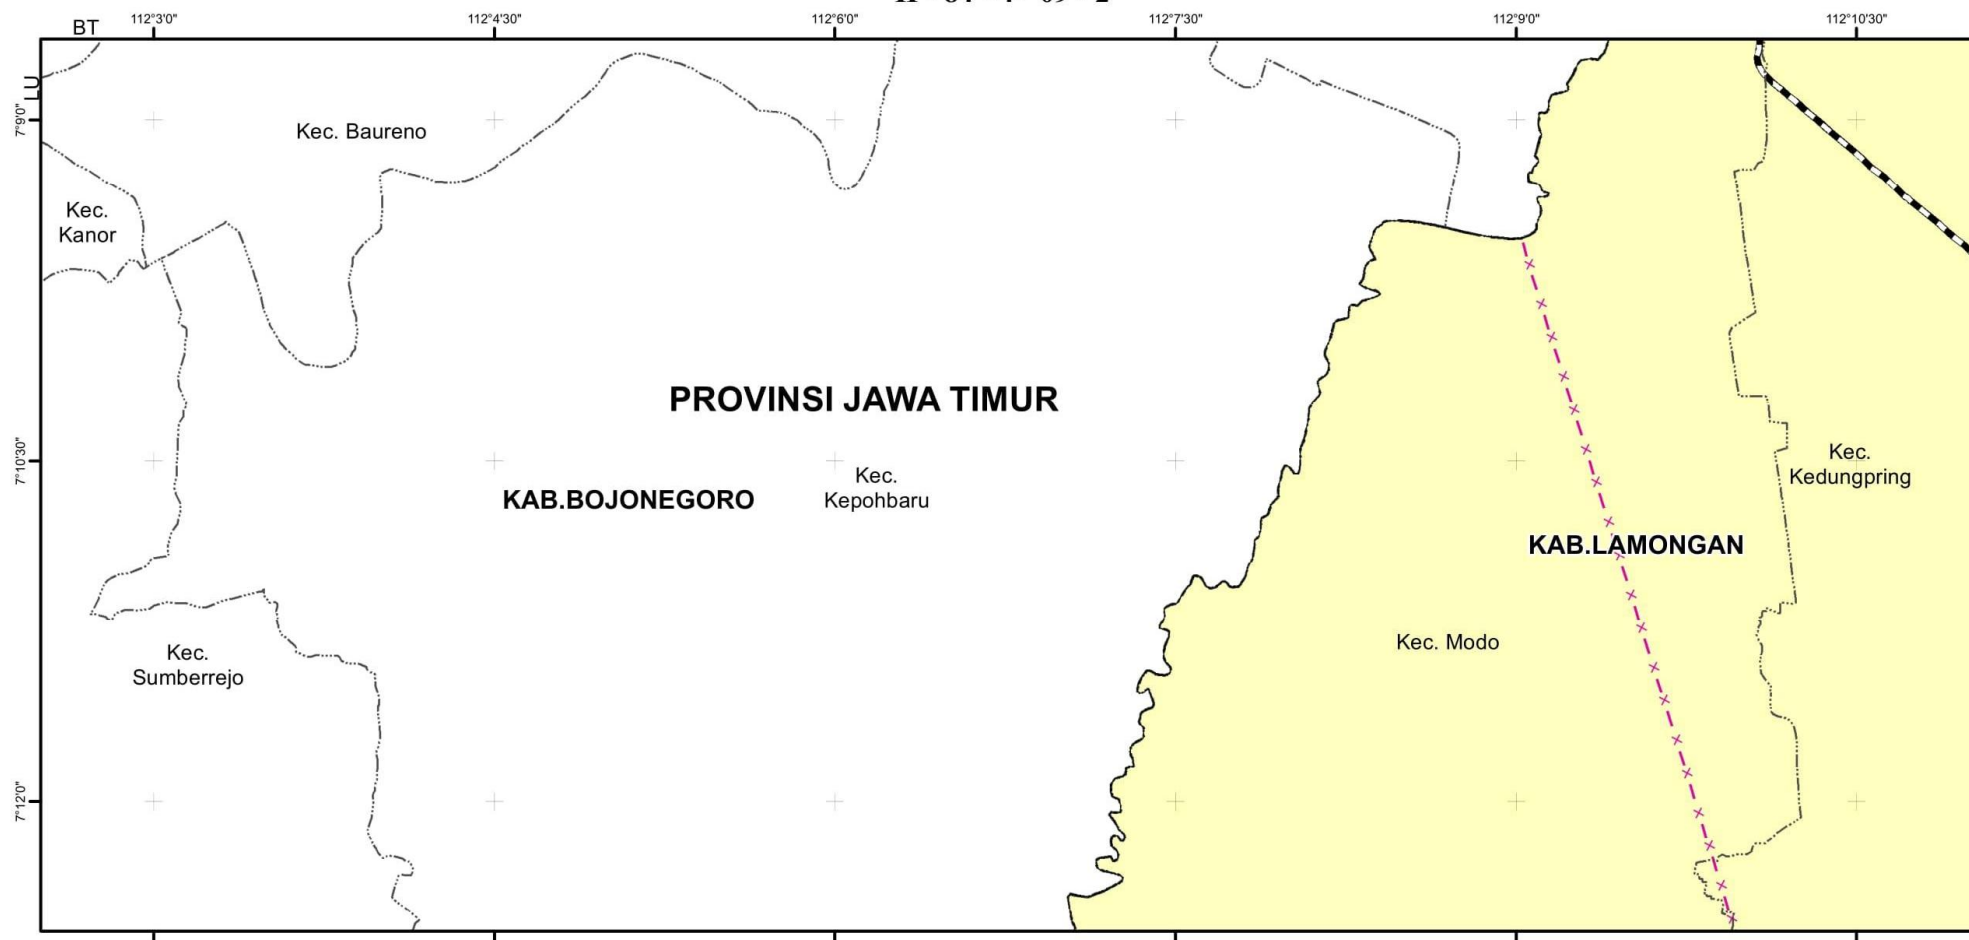 112°3'0"
112°4'30"
112°6'0"
112°7'30"
112°9'0"
112°10'30"
BT
LU
7°9'0"
Kec. Baureno
Kec.
Kanor
PROVINSI JAWA TIMUR
7°10'30"
KAB.BOJONEGORO
Kec.
Kepohbaru
Kec.
Kedungpring
KAB.LAMONGAN
Kec. Modo
Kec.
Sumberrejo
7°12'0"